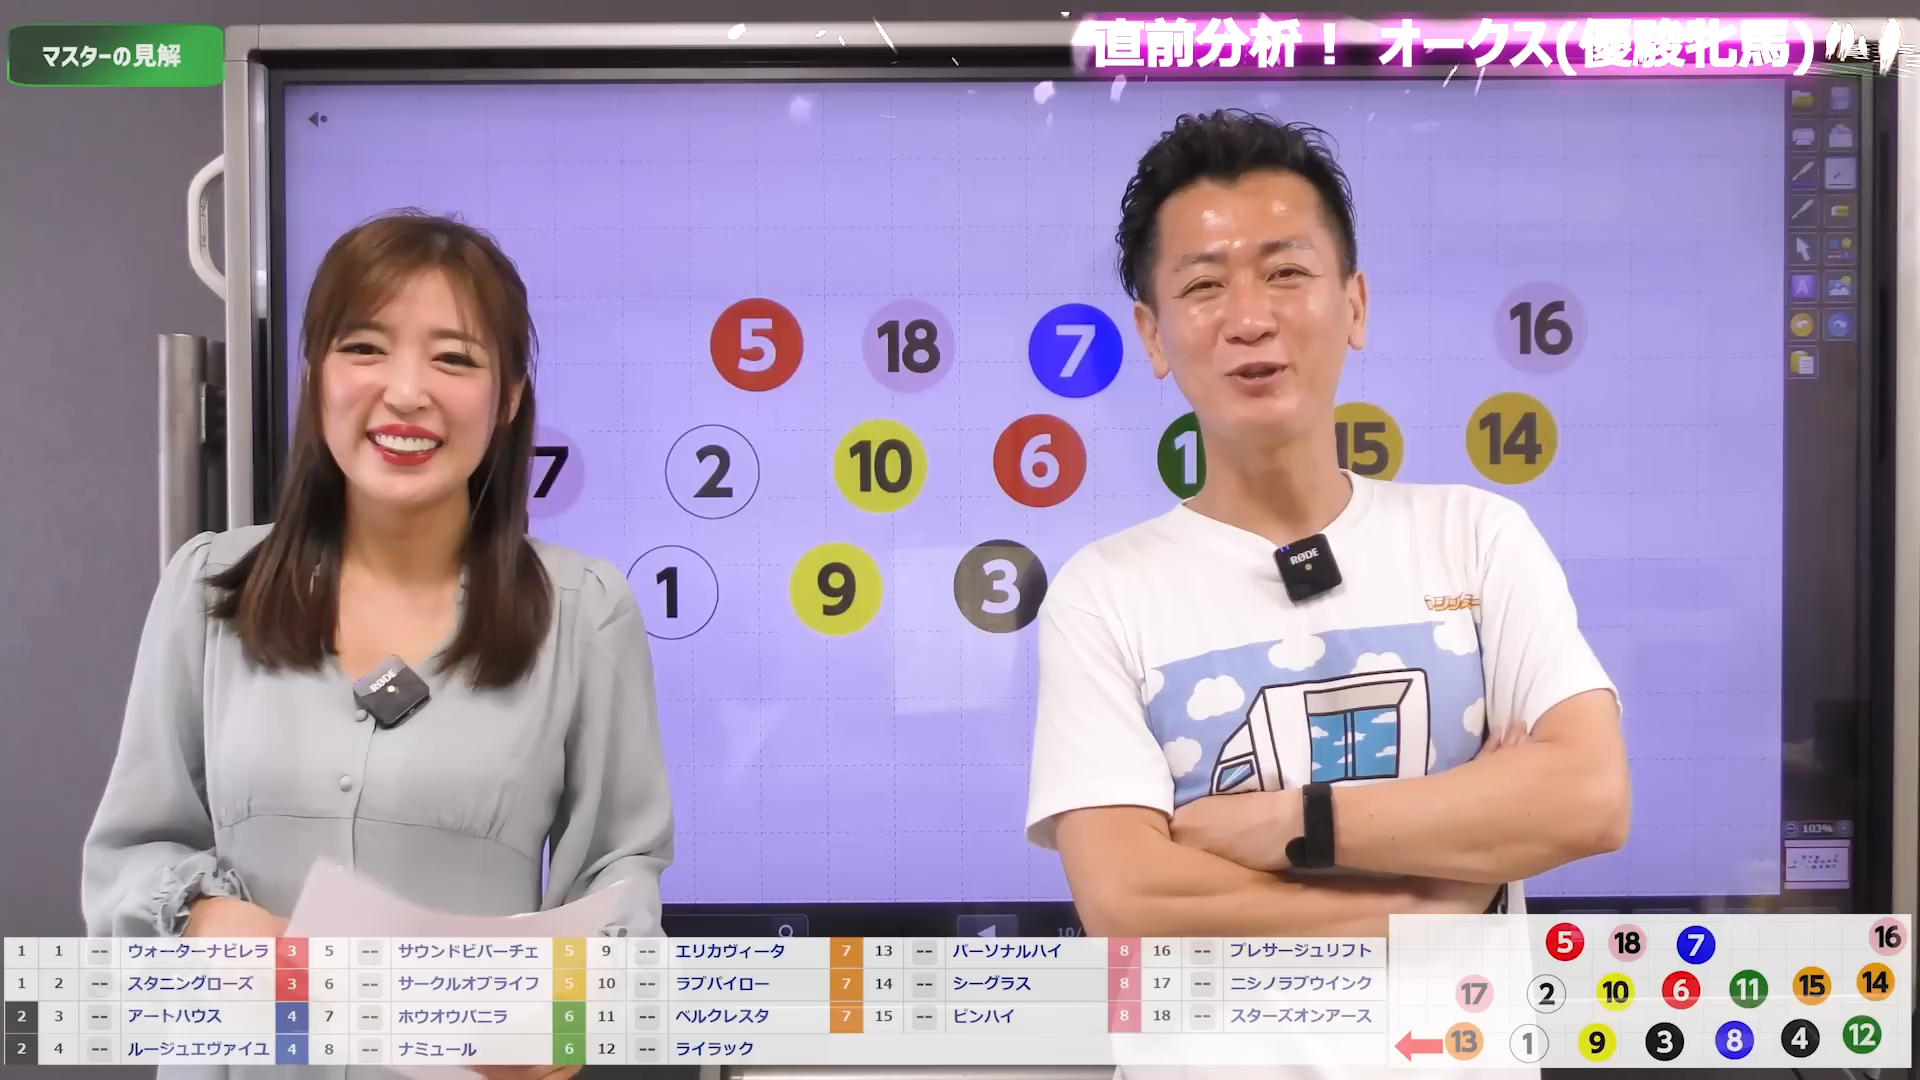 マスターの見解
直前分析！ オークス(優駿牝馬)
5 18 7 16
7 2 10 6 1 15 14
1 9 3
RØDE
RØDE
マジッスー
103%
10/
1 1 -- ウォーターナビレラ 3 5 -- サウンドビバーチェ 5 9 -- エリカヴィータ 7 13 -- パーソナルハイ 8 16 -- プレサージュリフト
1 2 -- スタニングローズ 3 6 -- サークルオブライフ 5 10 -- ラブパイロー 7 14 -- シーグラス 8 17 -- ニシノラブウインク
2 3 -- アートハウス 4 7 -- ホウオウバニラ 6 11 -- ベルクレスタ 7 15 -- ピンハイ 8 18 -- スターズオンアース
2 4 -- ルージュエヴァイユ 4 8 -- ナミュール 6 12 -- ライラック
5 18 7 16
17 2 10 6 11 15 14
13 1 9 3 8 4 12